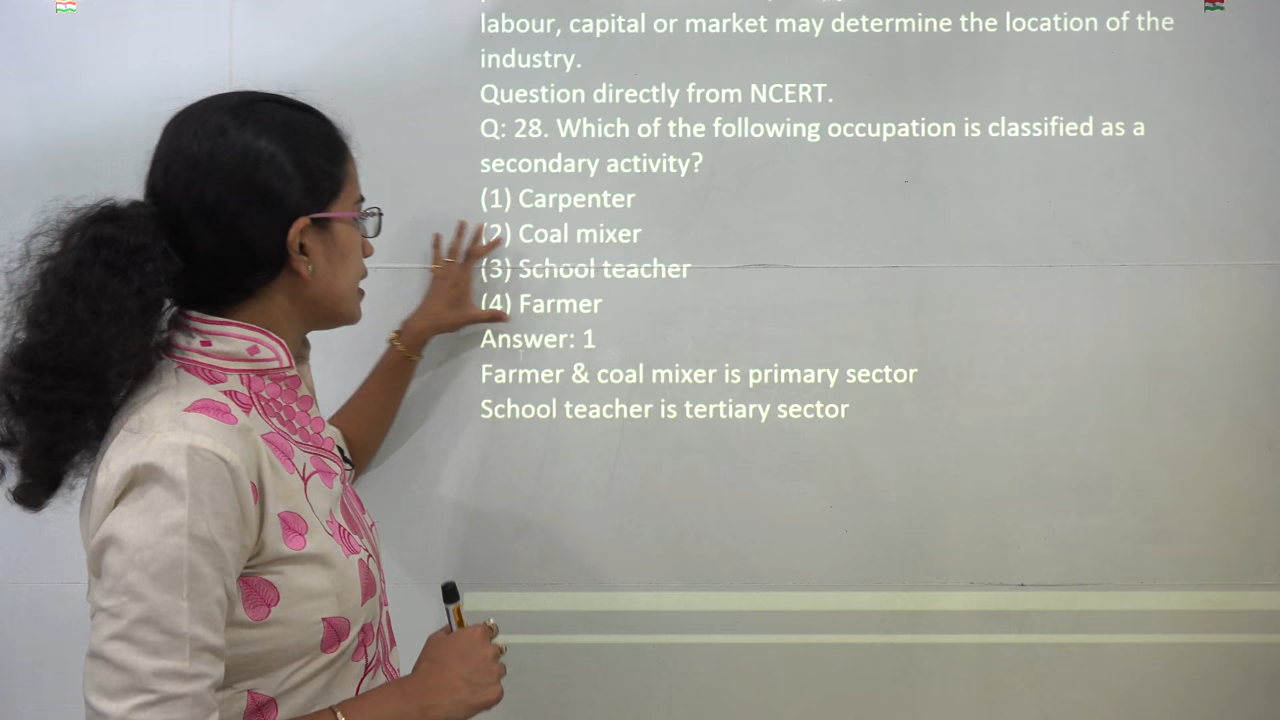 labour, capital or market may determine the location of the
industry.
Question directly from NCERT.
Q: 28. Which of the following occupation is classified as a
secondary activity?
(1) Carpenter
(2) Coal mixer
(3) School teacher
(4) Farmer
Answer: 1
Farmer & coal mixer is primary sector
School teacher is tertiary sector